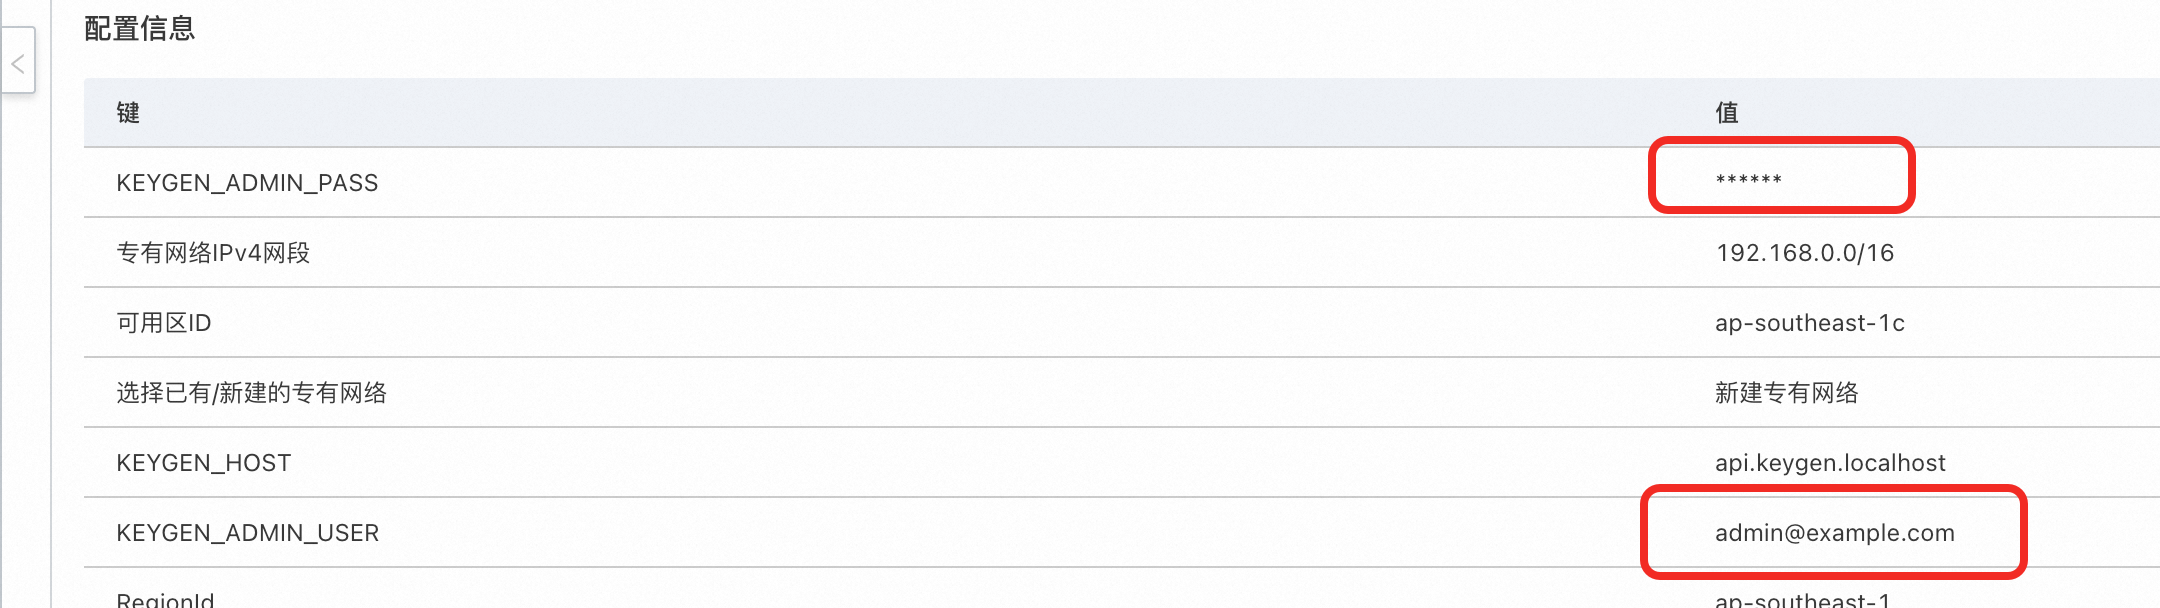 配置信息
键 值
KEYGEN_ADMIN_PASS ******
专有网络IPv4网段 192.168.0.0/16
可用区ID ap-southeast-1c
选择已有/新建的专有网络 新建专有网络
KEYGEN_HOST api.keygen.localhost
KEYGEN_ADMIN_USER admin@example.com
RegionId ap-southeast-1